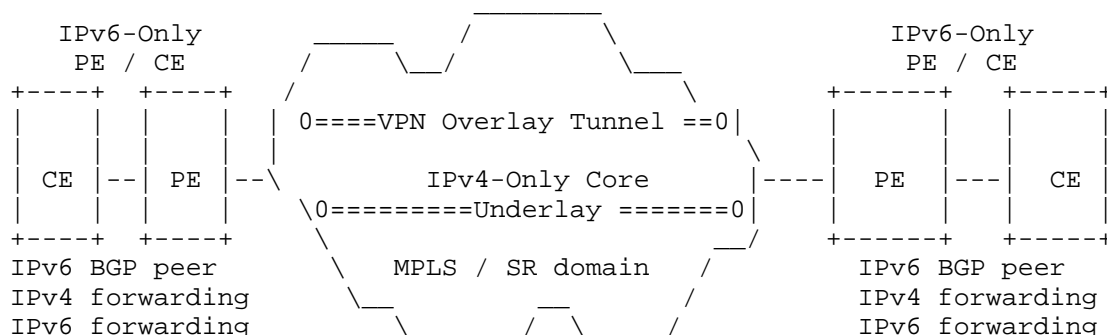 IPv6-Only IPv6-Only
PE / CE PE / CE
0====VPN Overlay Tunnel ==0
CE PE IPv4-Only Core PE CE
0=========Underlay =======0
IPv6 BGP peer MPLS / SR domain IPv6 BGP peer
IPv4 forwarding IPv4 forwarding
IPv6 forwarding IPv6 forwarding